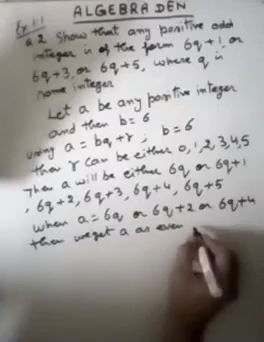 ALGEBRA DEN
Ex 1.1
Q 2. Show that any positive odd
integer is of the form 6q + 1, or
6q + 3, or 6q + 5, where q is
some integer
Let a be any positive integer
and then b = 6
using a = bq + r, b = 6
then r can be either 0, 1, 2, 3, 4, 5
Then a will be either 6q or 6q + 1
, 6q + 2, 6q + 3, 6q + 4, 6q + 5
when a = 6q, or 6q + 2 or 6q + 4
then we get a as even